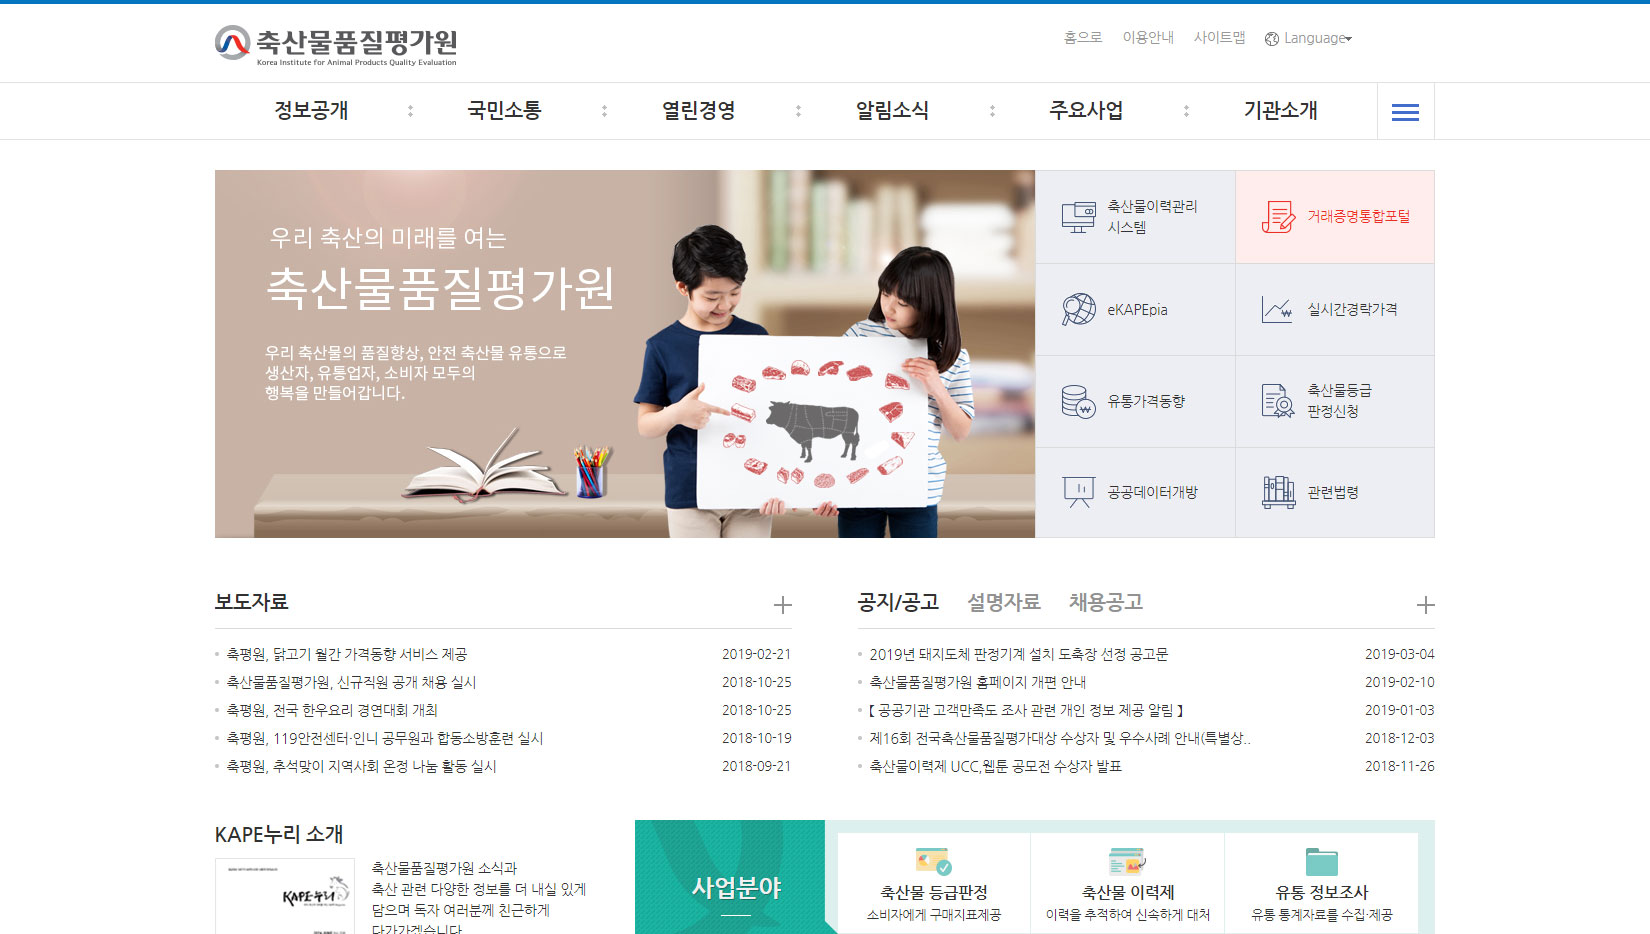 축산물품질평가원
Korea Institute for Animal Products Quality Evaluation
홈으로 이용안내 사이트맵 Language
정보공개 국민소통 열린경영 알림소식 주요사업 기관소개
우리 축산의 미래를 여는
축산물품질평가원
우리 축산물의 품질향상, 안전 축산물 유통으로
생산자, 유통업자, 소비자 모두의
행복을 만들어갑니다.
축산물이력관리
시스템
거래증명통합포털
eKAPEpia
실시간경락가격
유통가격동향
축산물등급
판정신청
공공데이터개방
관련법령
보도자료
축평원, 닭고기 월간 가격동향 서비스 제공 2019-02-21
축산물품질평가원, 신규직원 공개 채용 실시 2018-10-25
축평원, 전국 한우요리 경연대회 개최 2018-10-25
축평원, 119안전센터·인니 공무원과 합동소방훈련 실시 2018-10-19
축평원, 추석맞이 지역사회 온정 나눔 활동 실시 2018-09-21
공지/공고 설명자료 채용공고
2019년 돼지도체 판정기계 설치 도축장 선정 공고문 2019-03-04
축산물품질평가원 홈페이지 개편 안내 2019-02-10
【 공공기관 고객만족도 조사 관련 개인 정보 제공 알림 】 2019-01-03
제16회 전국축산물품질평가대상 수상자 및 우수사례 안내(특별상.. 2018-12-03
축산물이력제 UCC,웹툰 공모전 수상자 발표 2018-11-26
KAPE누리 소개
KAPE누리
축산물품질평가원 소식과
축산 관련 다양한 정보를 더 내실 있게
담으며 독자 여러분께 친근하게
다가가겠습니다
사업분야
축산물 등급판정
소비자에게 구매지표제공
축산물 이력제
이력을 추적하여 신속하게 대처
유통 정보조사
유통 통계자료를 수집·제공